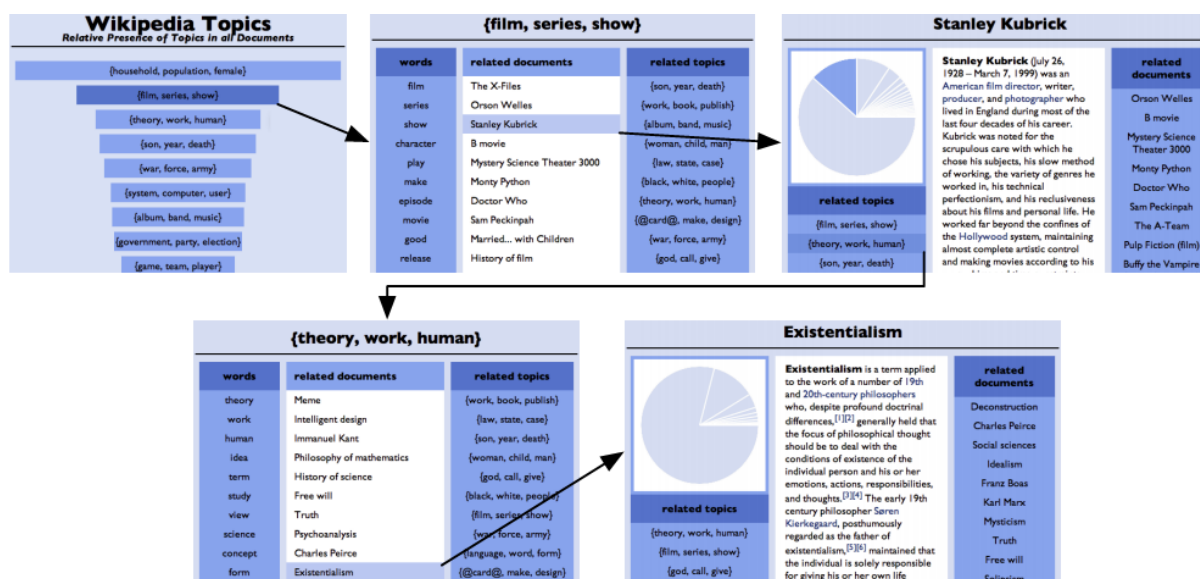 Wikipedia Topics
Relative Presence of Topics in all Documents
{household, population, female}
{film, series, show}
{theory, work, human}
{son, year, death}
{war, force, army}
{system, computer, user}
{album, band, music}
{government, party, election}
{game, team, player}
{film, series, show}
words
film
series
show
character
play
make
episode
movie
good
release
related documents
The X-Files
Orson Welles
Stanley Kubrick
B movie
Mystery Science Theater 3000
Monty Python
Doctor Who
Sam Peckinpah
Married... with Children
History of film
related topics
{son, year, death}
{work, book, publish}
{album, band, music}
{woman, child, man}
{law, state, case}
{black, white, people}
{theory, work, human}
{@card@, make, design}
{war, force, army}
{god, call, give}
Stanley Kubrick
related topics
{film, series, show}
{theory, work, human}
{son, year, death}
Stanley Kubrick (July 26,
1928 – March 7, 1999) was an
American film director, writer,
producer, and photographer who
lived in England during most of the
last four decades of his career.
Kubrick was noted for the
scrupulous care with which he
chose his subjects, his slow method
of working, the variety of genres he
worked in, his technical
perfectionism, and his reclusiveness
about his films and personal life. He
worked far beyond the confines of
the Hollywood system, maintaining
almost complete artistic control
and making movies according to his
related
documents
Orson Welles
B movie
Mystery Science
Theater 3000
Monty Python
Doctor Who
Sam Peckinpah
The A-Team
Pulp Fiction (film)
Buffy the Vampire
{theory, work, human}
words
theory
work
human
idea
term
study
view
science
concept
form
related documents
Meme
Intelligent design
Immanuel Kant
Philosophy of mathematics
History of science
Free will
Truth
Psychoanalysis
Charles Peirce
Existentialism
related topics
{work, book, publish}
{law, state, case}
{son, year, death}
{woman, child, man}
{god, call, give}
{black, white, people}
{film, series, show}
{war, force, army}
{language, word, form}
{@card@, make, design}
Existentialism
related topics
{theory, work, human}
{film, series, show}
{god, call, give}
Existentialism is a term applied
to the work of a number of 19th
and 20th-century philosophers
who, despite profound doctrinal
differences,[1][2] generally held that
the focus of philosophical thought
should be to deal with the
conditions of existence of the
individual person and his or her
emotions, actions, responsibilities,
and thoughts.[3][4] The early 19th
century philosopher Søren
Kierkegaard, posthumously
regarded as the father of
existentialism,[5][6] maintained that
the individual is solely responsible
for giving his or her own life
related
documents
Deconstruction
Charles Peirce
Social sciences
Idealism
Franz Boas
Karl Marx
Mysticism
Truth
Free will